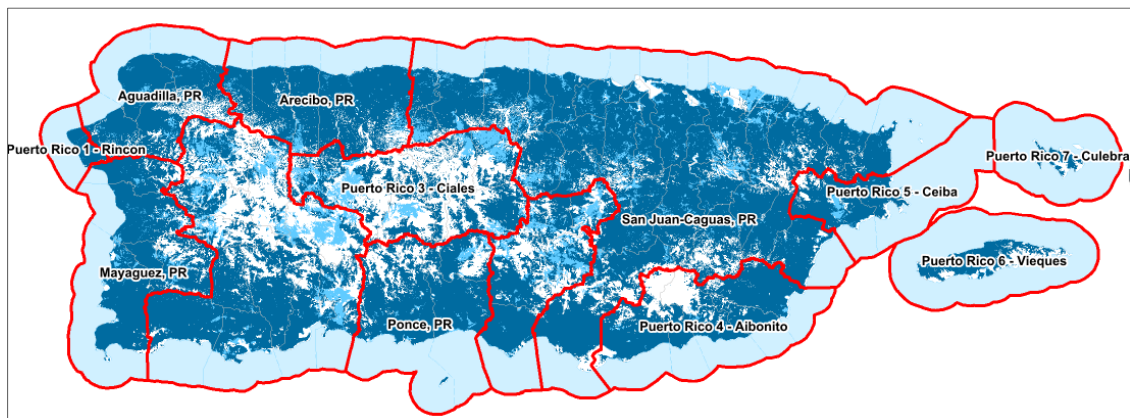 Aguadilla, PR
Arecibo, PR
Puerto Rico 1 - Rincon
Puerto Rico 7 - Culebra
Puerto Rico 3 - Ciales
Puerto Rico 5 - Ceiba
San Juan-Caguas, PR
Puerto Rico 6 - Vieques
Mayaguez, PR
Ponce, PR
Puerto Rico 4 - Aibonito